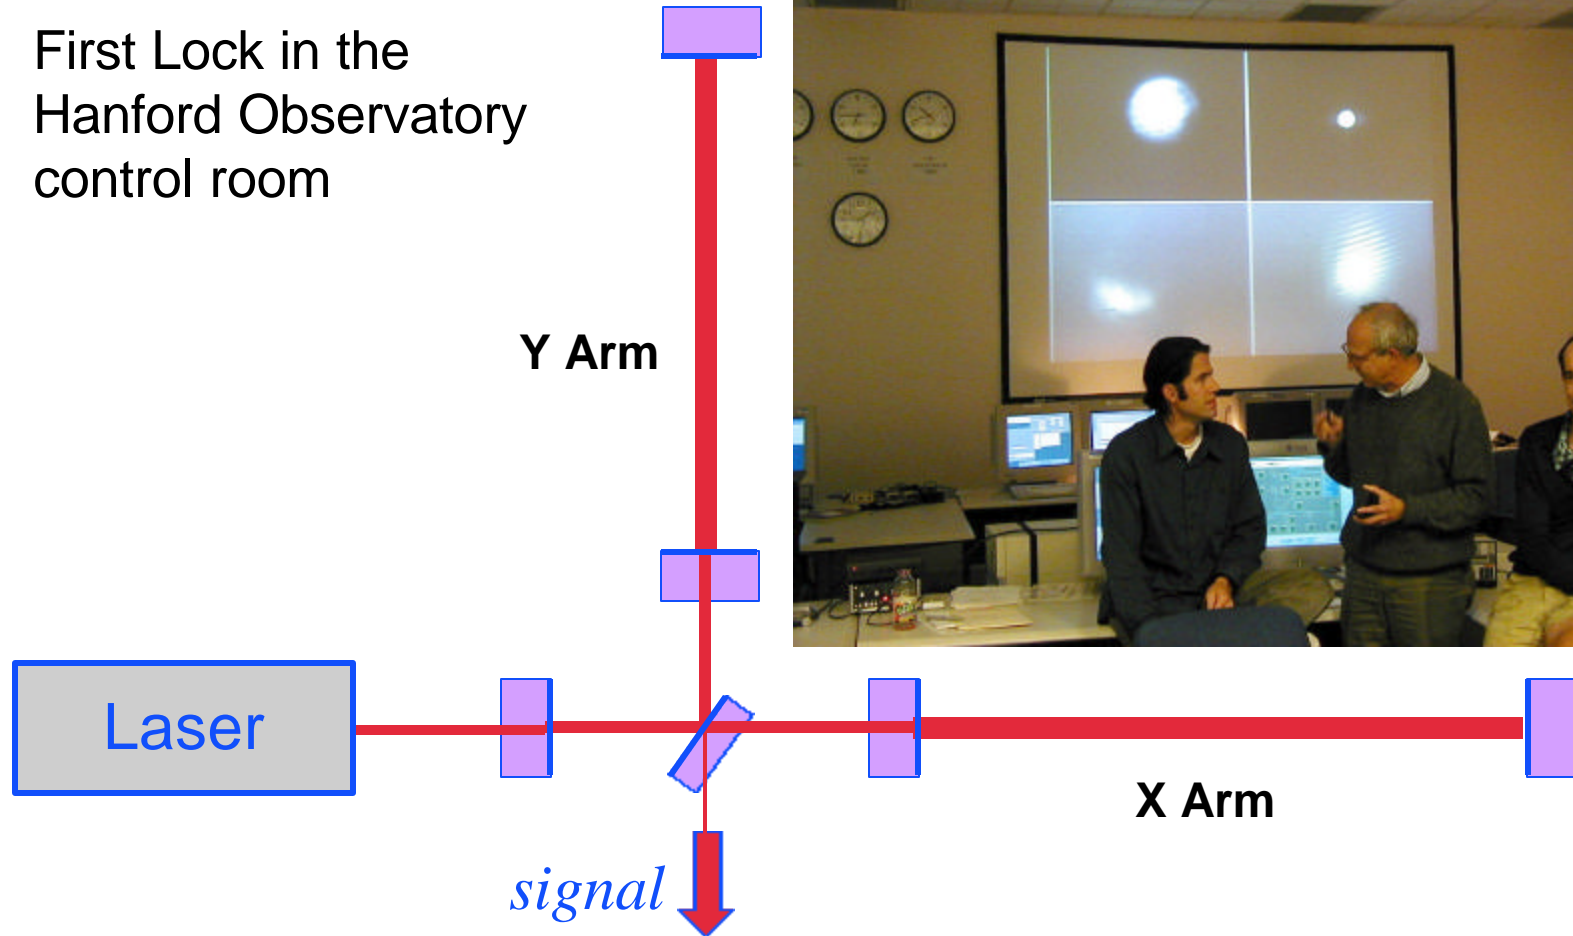 First Lock in the
Hanford Observatory
control room
Y Arm
Laser
X Arm
signal